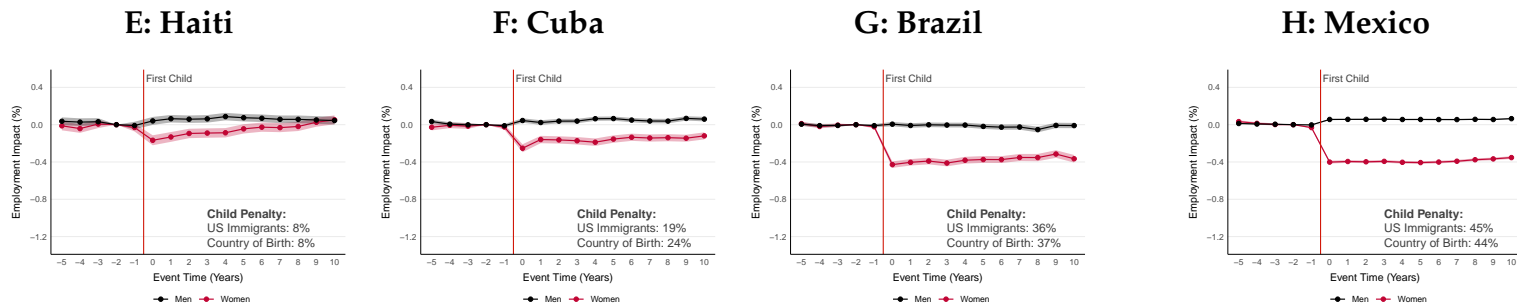 E: Haiti
First Child
0.4
0.0
−0.4
−0.8
−1.2
Employment Impact (%)
Child Penalty:
US Immigrants: 8%
Country of Birth: 8%
−5 −4 −3 −2 −1 0 1 2 3 4 5 6 7 8 9 10
Event Time (Years)
Men Women
F: Cuba
First Child
0.4
0.0
−0.4
−0.8
−1.2
Employment Impact (%)
Child Penalty:
US Immigrants: 19%
Country of Birth: 24%
−5 −4 −3 −2 −1 0 1 2 3 4 5 6 7 8 9 10
Event Time (Years)
Men Women
G: Brazil
First Child
0.4
0.0
−0.4
−0.8
−1.2
Employment Impact (%)
Child Penalty:
US Immigrants: 36%
Country of Birth: 37%
−5 −4 −3 −2 −1 0 1 2 3 4 5 6 7 8 9 10
Event Time (Years)
Men Women
H: Mexico
First Child
0.4
0.0
−0.4
−0.8
−1.2
Employment Impact (%)
Child Penalty:
US Immigrants: 45%
Country of Birth: 44%
−5 −4 −3 −2 −1 0 1 2 3 4 5 6 7 8 9 10
Event Time (Years)
Men Women